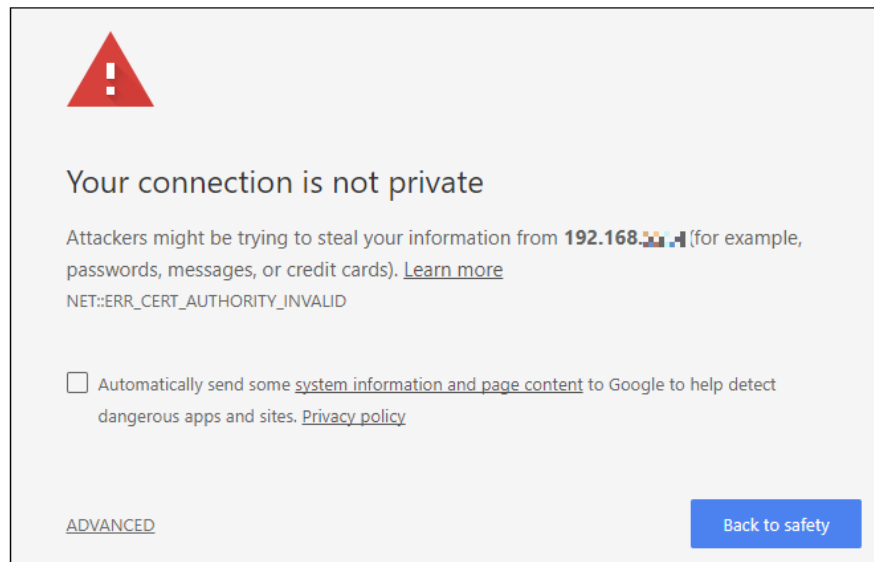 Your connection is not private
Attackers might be trying to steal your information from 192.168. (for example,
passwords, messages, or credit cards). Learn more
NET::ERR_CERT_AUTHORITY_INVALID
Automatically send some system information and page content to Google to help detect
dangerous apps and sites. Privacy policy
ADVANCED
Back to safety